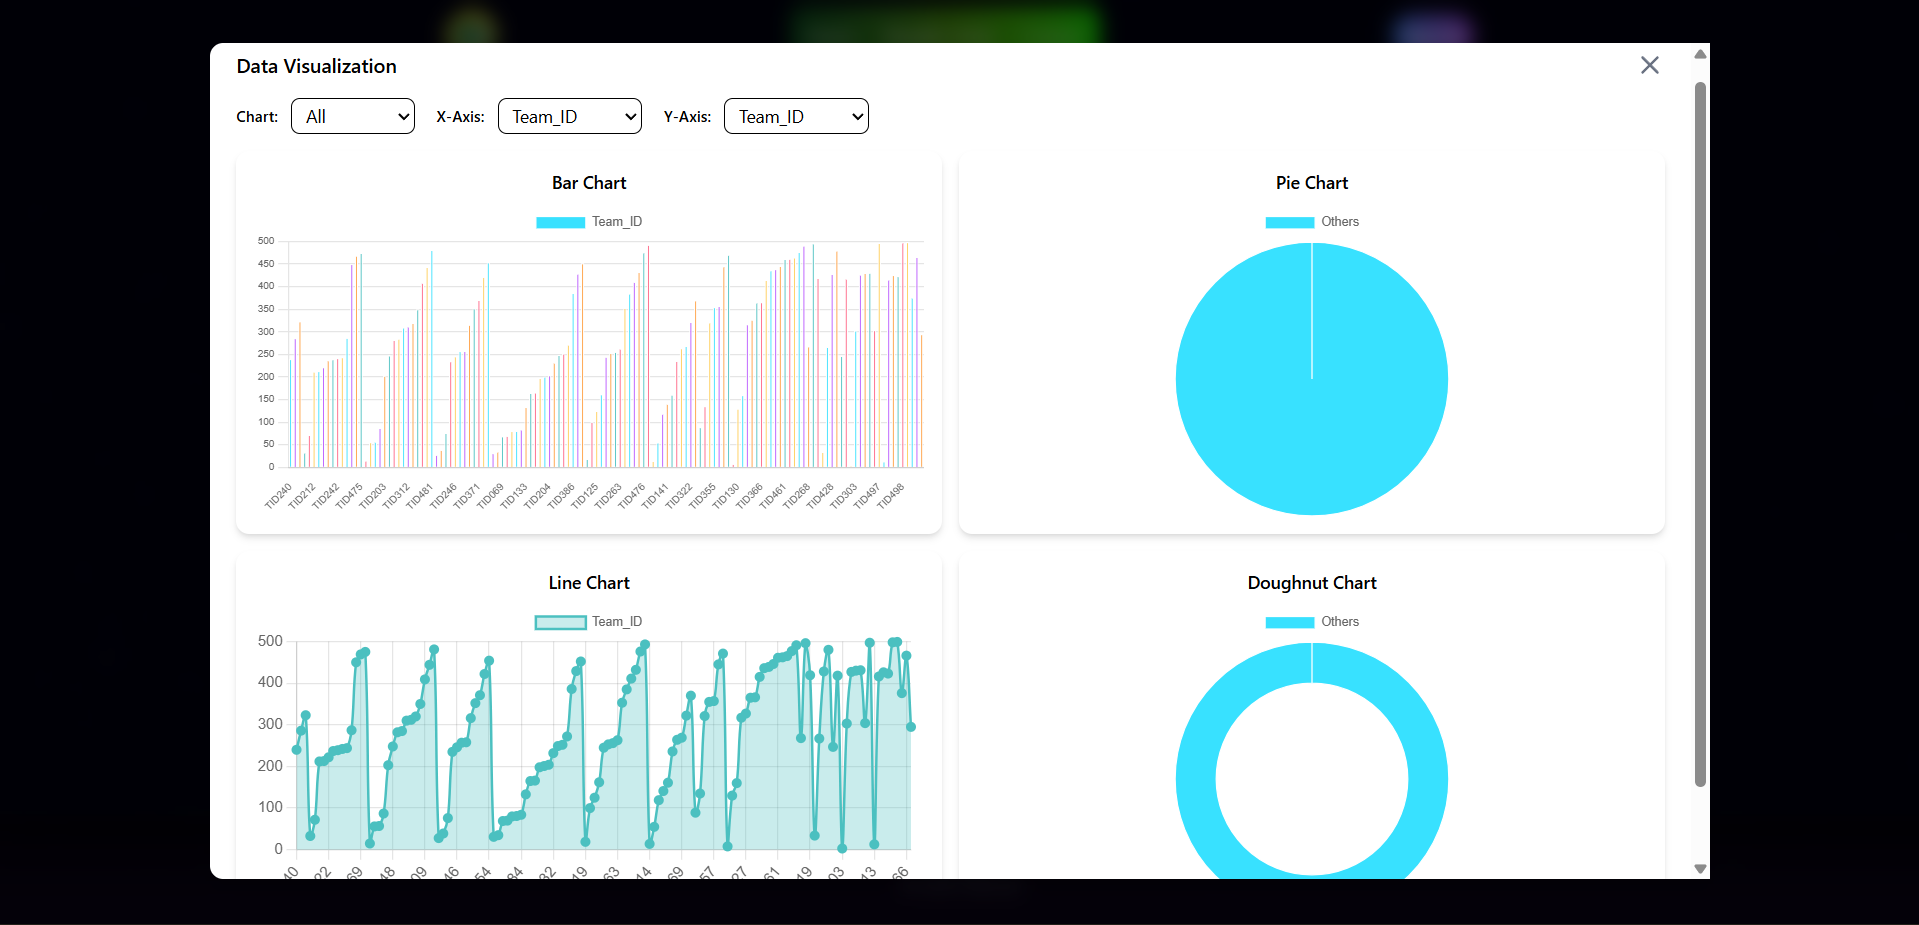 Data Visualization
Chart: All X-Axis: Team_ID Y-Axis: Team_ID
Bar Chart
Team_ID
500
450
400
350
300
250
200
150
100
50
0
TID240 TID212 TID242 TID475 TID203 TID312 TID481 TID246 TID371 TID069 TID133 TID204 TID386 TID125 TID263 TID476 TID141 TID322 TID355 TID130 TID366 TID461 TID268 TID428 TID303 TID497 TID498
Pie Chart
Others
Line Chart
Team_ID
500
400
300
200
100
0
40 22 69 48 09 46 54 84 32 19 63 14 69 57 27 61 19 03 13 66
Doughnut Chart
Others